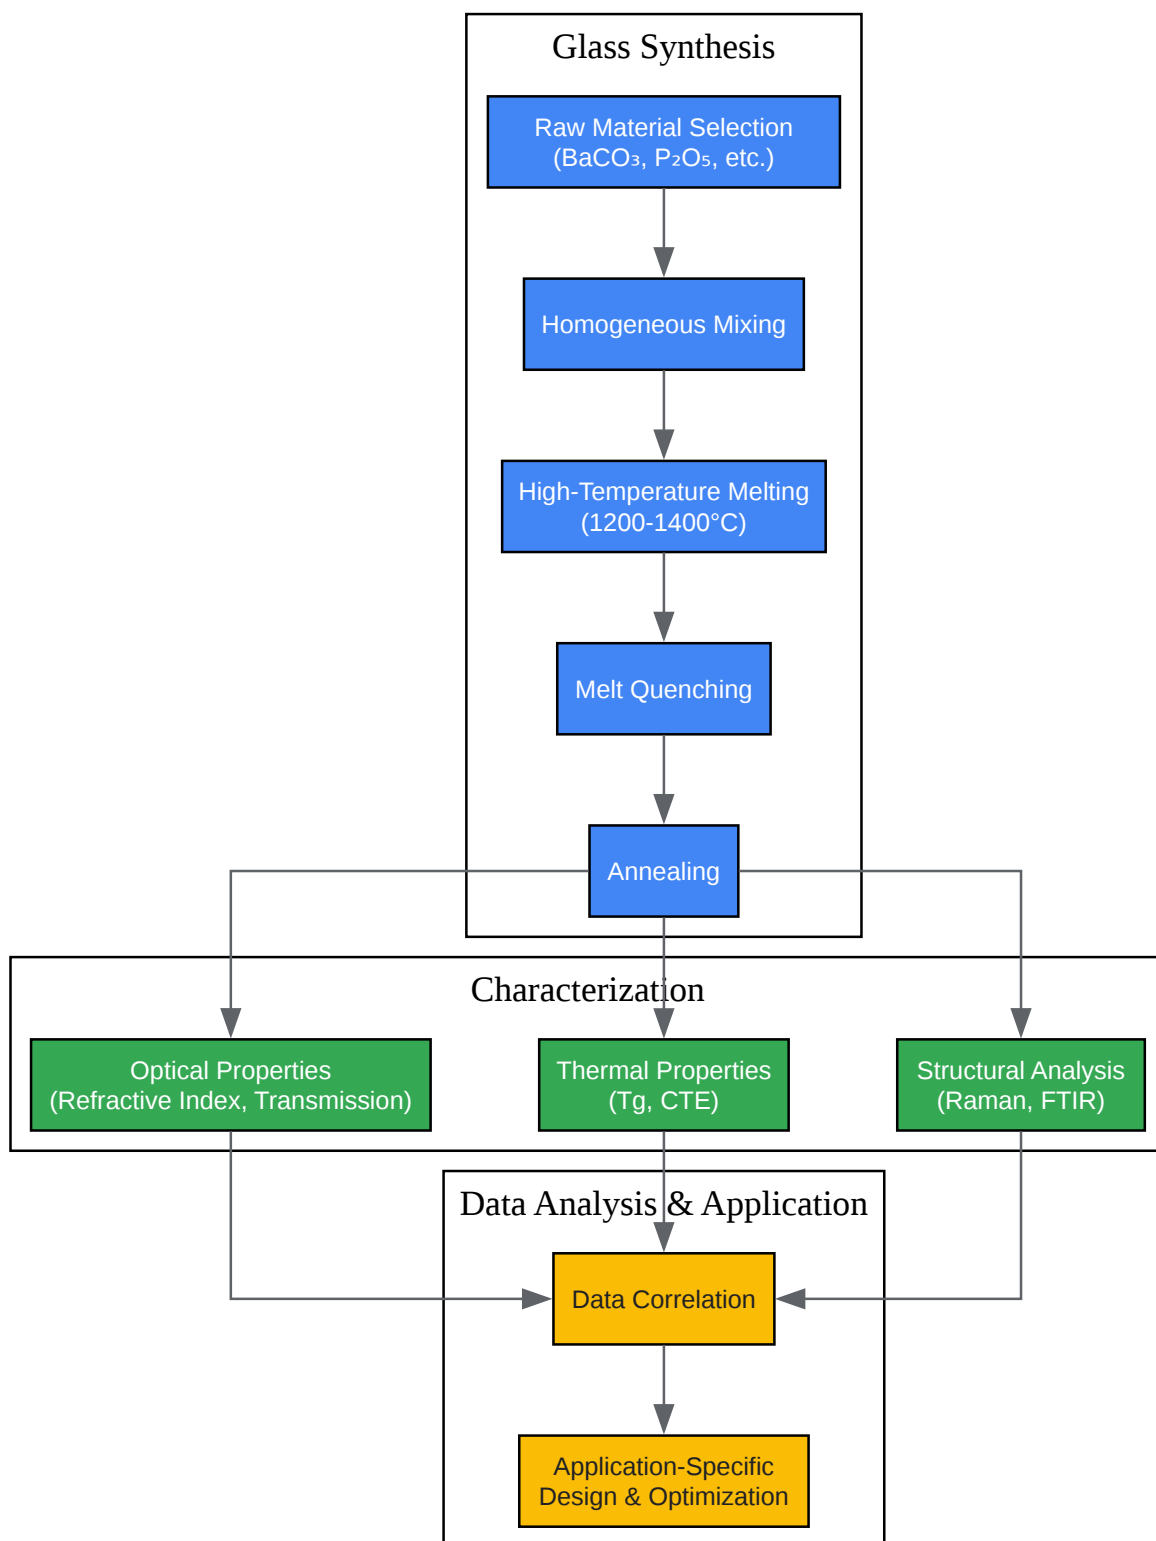 Glass Synthesis
Raw Material Selection
(BaCO₃, P₂O₅, etc.)
Homogeneous Mixing
High-Temperature Melting
(1200-1400°C)
Melt Quenching
Annealing
Characterization
Optical Properties
(Refractive Index, Transmission)
Thermal Properties
(Tg, CTE)
Structural Analysis
(Raman, FTIR)
Data Analysis & Application
Data Correlation
Application-Specific
Design & Optimization